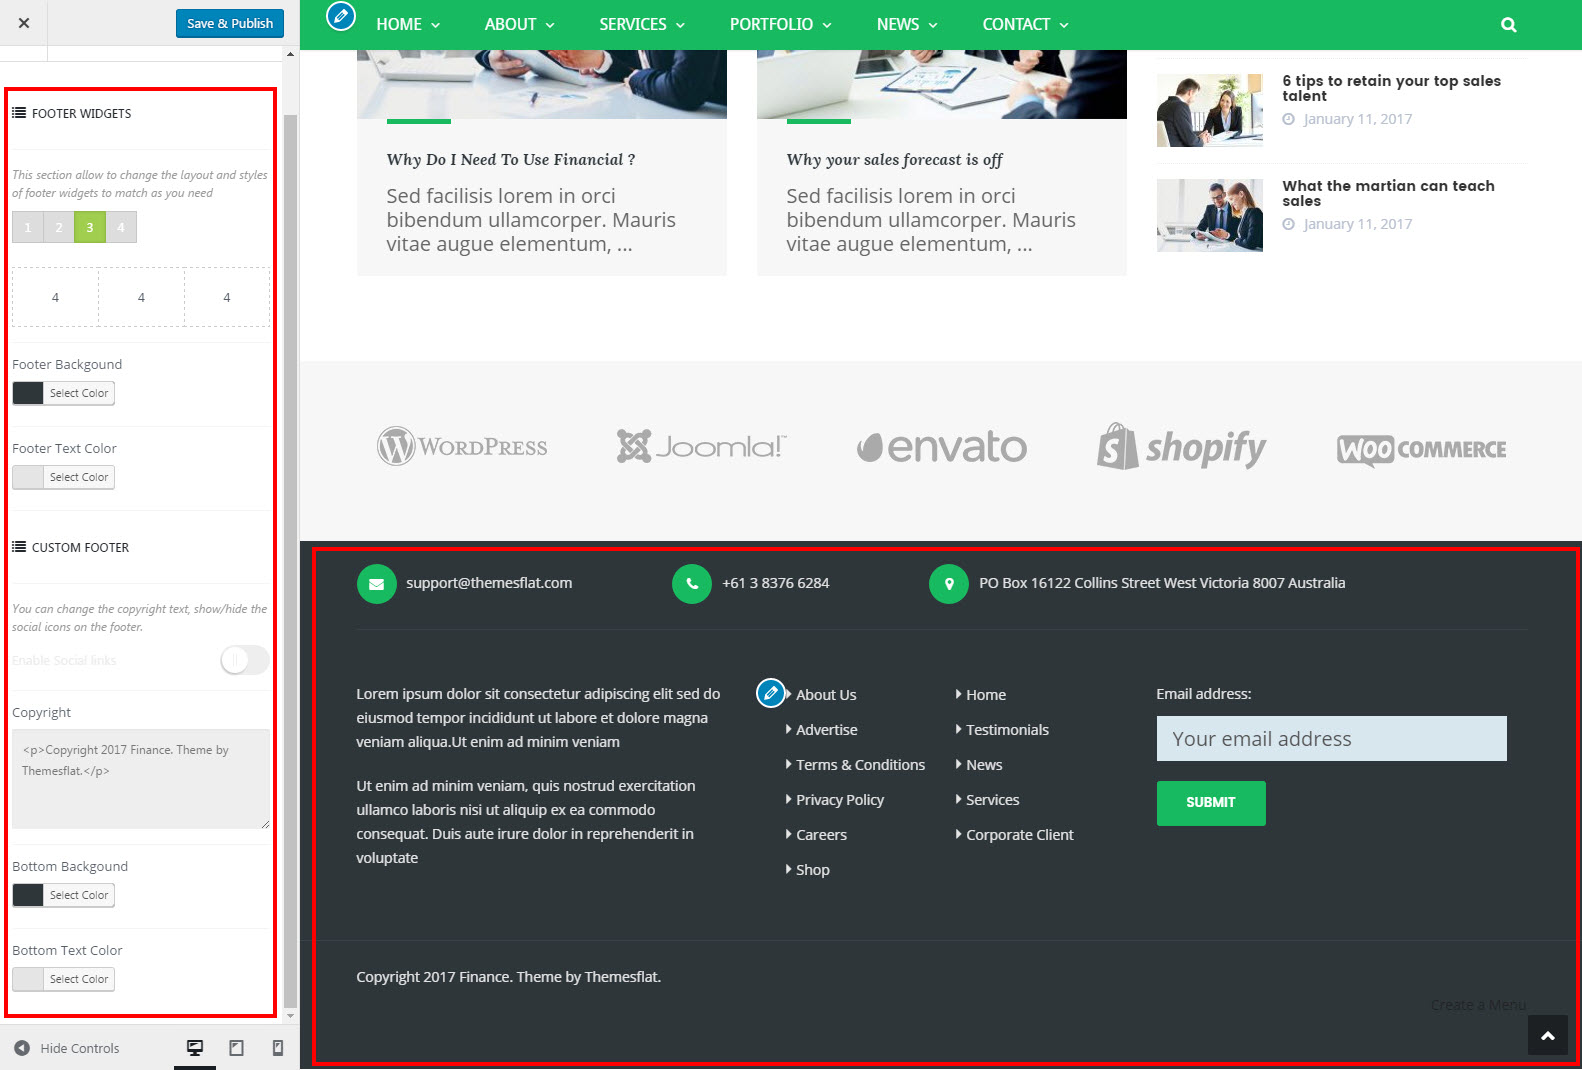 Save & Publish
FOOTER WIDGETS
This section allow to change the layout and styles
of footer widgets to match as you need
1 2 3 4
4 4 4
Footer Backgound
Select Color
Footer Text Color
Select Color
CUSTOM FOOTER
You can change the copyright text, show/hide the
social icons on the footer.
Enable Social links
Copyright
<p>Copyright 2017 Finance. Theme by
Themesflat.</p>
Bottom Backgound
Select Color
Bottom Text Color
Select Color
Hide Controls
HOME ABOUT SERVICES PORTFOLIO NEWS CONTACT
Why Do I Need To Use Financial ?
Sed facilisis lorem in orci
bibendum ullamcorper. Mauris
vitae augue elementum, ...
Why your sales forecast is off
Sed facilisis lorem in orci
bibendum ullamcorper. Mauris
vitae augue elementum, ...
6 tips to retain your top sales
talent
January 11, 2017
What the martian can teach
sales
January 11, 2017
WORDPRESS Joomla!™ envato shopify WOO COMMERCE
support@themesflat.com +61 3 8376 6284 PO Box 16122 Collins Street West Victoria 8007 Australia
Lorem ipsum dolor sit consectetur adipiscing elit sed do
eiusmod tempor incididunt ut labore et dolore magna
veniam aliqua.Ut enim ad minim veniam
Ut enim ad minim veniam, quis nostrud exercitation
ullamco laboris nisi ut aliquip ex ea commodo
consequat. Duis aute irure dolor in reprehenderit in
voluptate
About Us
Advertise
Terms & Conditions
Privacy Policy
Careers
Shop
Home
Testimonials
News
Services
Corporate Client
Email address:
Your email address
SUBMIT
Copyright 2017 Finance. Theme by Themesflat.
Create a Menu